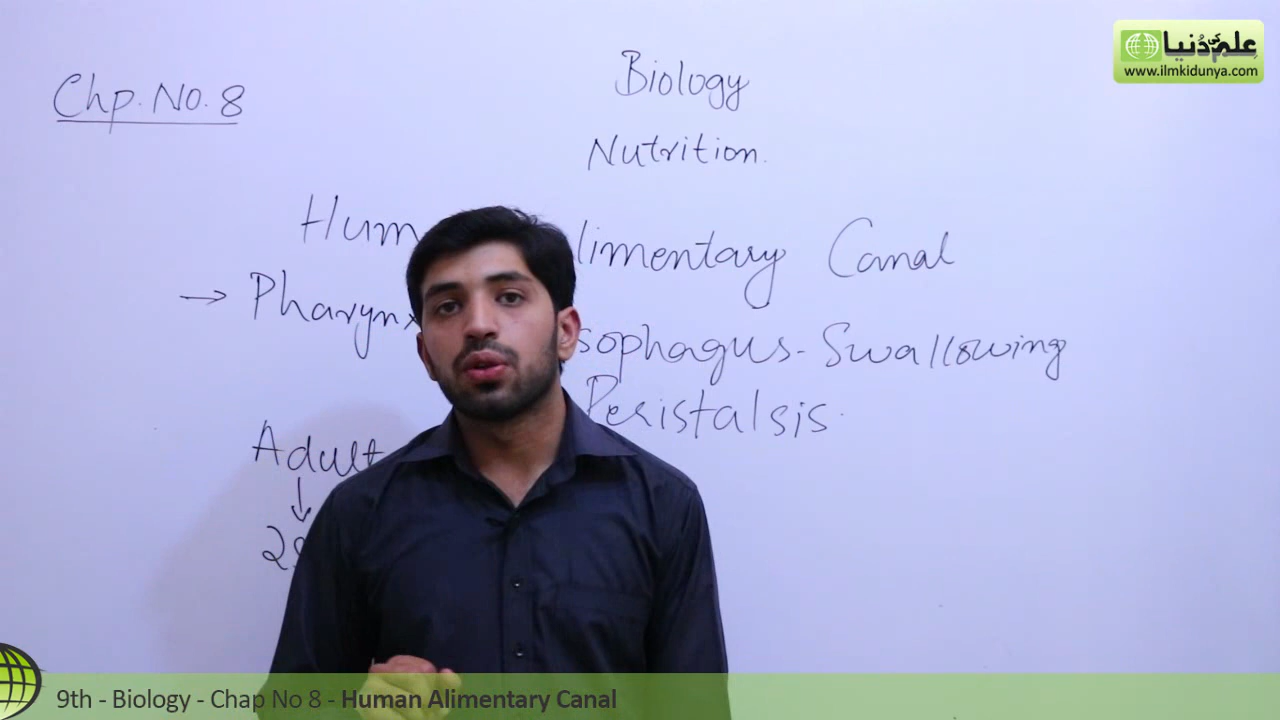 علم کی دنیا
www.ilmkidunya.com
Biology
Chp. No. 8
Nutrition.
Hum limentary Canal
→ Pharynx sophagus - Swallowing
Peristalsis.
Adult
↓
9th - Biology - Chap No 8 - Human Alimentary Canal